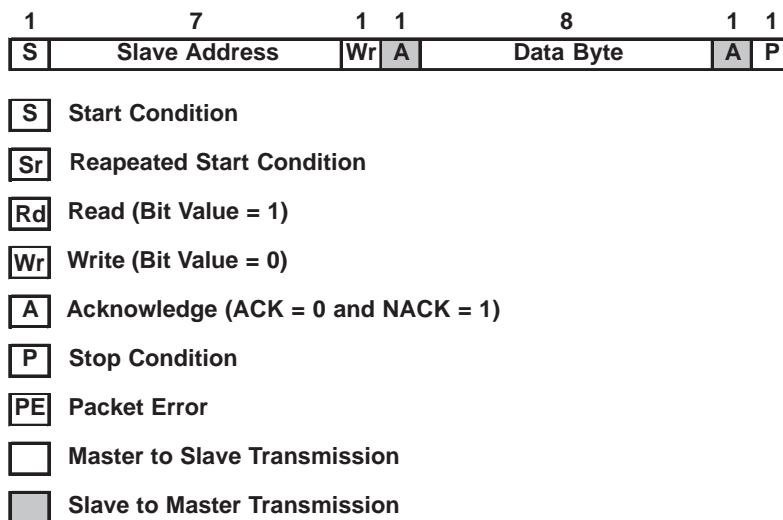 1 7 1 1 8 1 1
S Slave Address Wr A Data Byte A P
S Start Condition
Sr Reapeated Start Condition
Rd Read (Bit Value = 1)
Wr Write (Bit Value = 0)
A Acknowledge (ACK = 0 and NACK = 1)
P Stop Condition
PE Packet Error
Master to Slave Transmission
Slave to Master Transmission